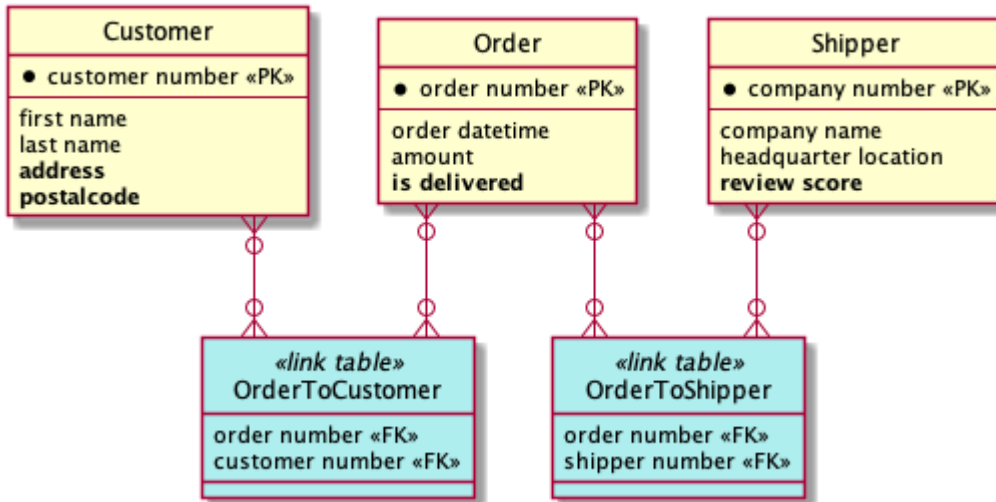 Customer
● customer number «PK»
first name
last name
address
postalcode
Order
● order number «PK»
order datetime
amount
is delivered
Shipper
● company number «PK»
company name
headquarter location
review score
«link table»
OrderToCustomer
order number «FK»
customer number «FK»
«link table»
OrderToShipper
order number «FK»
shipper number «FK»